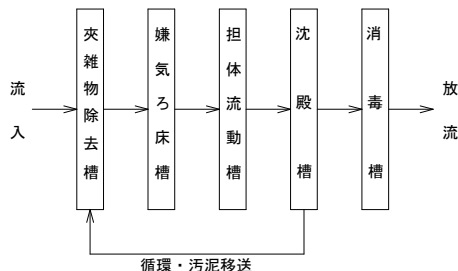 流入
夾雑物除去槽
嫌気ろ床槽
担体流動槽
沈殿槽
消毒槽
放流
循環・汚泥移送